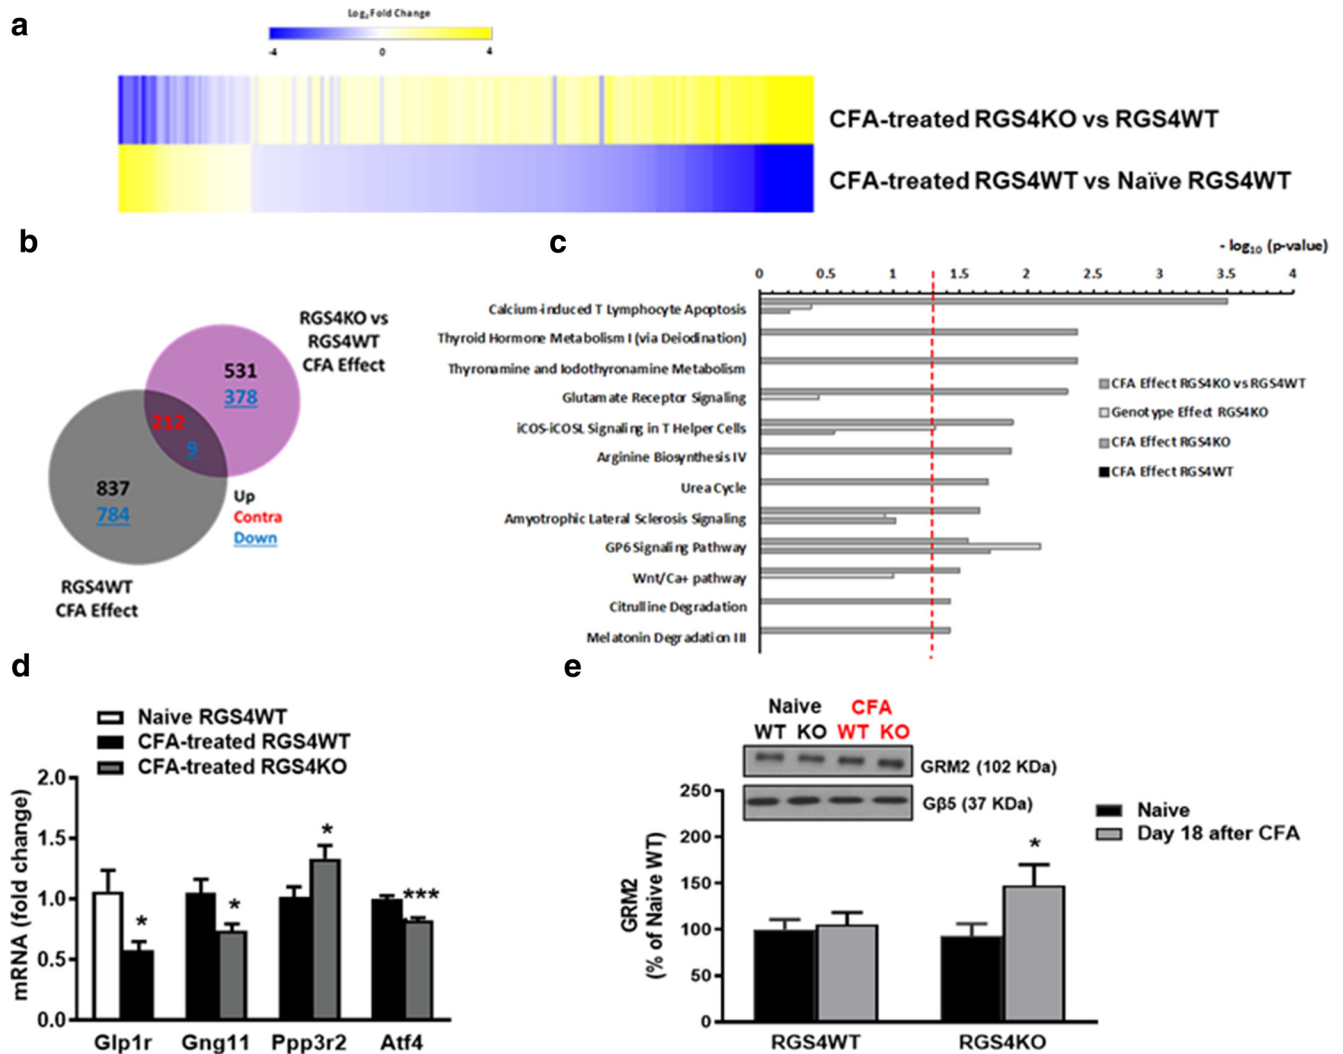 a
Log2 Fold Change
-4 0 4
CFA-treated RGS4KO vs RGS4WT
CFA-treated RGS4WT vs Naïve RGS4WT
b
RGS4KO vs
RGS4WT
CFA Effect
531
378
212
9
837
784
Up
Contra
Down
RGS4WT
CFA Effect
c
- log10 (p-value)
0 0.5 1 1.5 2 2.5 3 3.5 4
Calcium-induced T Lymphocyte Apoptosis
Thyroid Hormone Metabolism I (via Deiodination)
Thyronamine and Iodothyronamine Metabolism
Glutamate Receptor Signaling
iCOS-iCOSL Signaling in T Helper Cells
Arginine Biosynthesis IV
Urea Cycle
Amyotrophic Lateral Sclerosis Signaling
GP6 Signaling Pathway
Wnt/Ca+ pathway
Citrulline Degradation
Melatonin Degradation III
CFA Effect RGS4KO vs RGS4WT
Genotype Effect RGS4KO
CFA Effect RGS4KO
CFA Effect RGS4WT
d
Naive RGS4WT
CFA-treated RGS4WT
CFA-treated RGS4KO
mRNA (fold change)
2.0
1.5
1.0
0.5
0.0
*
*
*
***
Glp1r Gng11 Ppp3r2 Atf4
e
Naive CFA
WT KO WT KO
GRM2 (102 KDa)
Gβ5 (37 KDa)
GRM2
(% of Naive WT)
250
200
150
100
50
0
*
Naive
Day 18 after CFA
RGS4WT RGS4KO